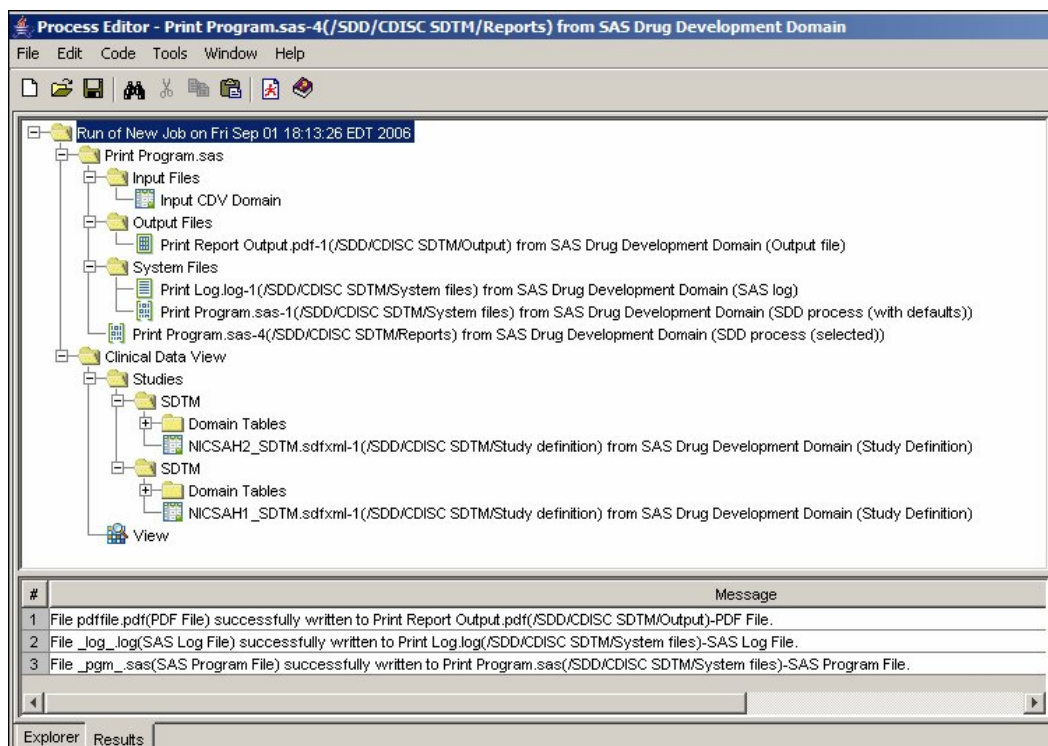 Process Editor - Print Program.sas-4(/SDD/CDISC SDTM/Reports) from SAS Drug Development Domain
File Edit Code Tools Window Help
Run of New Job on Fri Sep 01 18:13:26 EDT 2006
Print Program.sas
Input Files
Input CDV Domain
Output Files
Print Report Output.pdf-1(/SDD/CDISC SDTM/Output) from SAS Drug Development Domain (Output file)
System Files
Print Log.log-1(/SDD/CDISC SDTM/System files) from SAS Drug Development Domain (SAS log)
Print Program.sas-1(/SDD/CDISC SDTM/System files) from SAS Drug Development Domain (SDD process (with defaults))
Print Program.sas-4(/SDD/CDISC SDTM/Reports) from SAS Drug Development Domain (SDD process (selected))
Clinical Data View
Studies
SDTM
Domain Tables
NICSAH2_SDTM.sdfxml-1(/SDD/CDISC SDTM/Study definition) from SAS Drug Development Domain (Study Definition)
SDTM
Domain Tables
NICSAH1_SDTM.sdfxml-1(/SDD/CDISC SDTM/Study definition) from SAS Drug Development Domain (Study Definition)
View
# Message
1 File pdffile.pdf(PDF File) successfully written to Print Report Output.pdf(/SDD/CDISC SDTM/Output)-PDF File.
2 File _log_.log(SAS Log File) successfully written to Print Log.log(/SDD/CDISC SDTM/System files)-SAS Log File.
3 File _pgm_.sas(SAS Program File) successfully written to Print Program.sas(/SDD/CDISC SDTM/System files)-SAS Program File.
Explorer Results